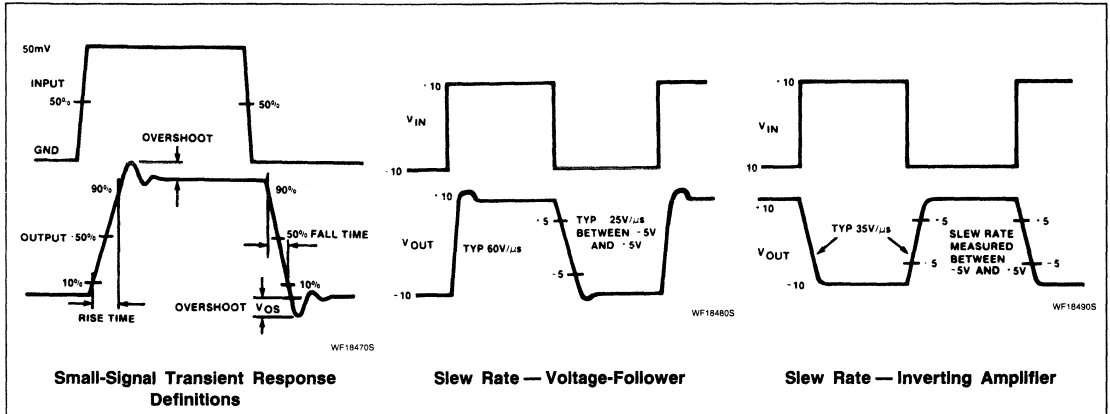 50mV
INPUT
50%
50%
GND
OVERSHOOT
90%
90%
OUTPUT 50%
50% FALL TIME
10%
10%
OVERSHOOT VOS
RISE TIME
WF18470S
Small-Signal Transient Response
Definitions
10
VIN
10
10
VOUT
TYP 60V/μs
TYP 25V/μs
BETWEEN -5V
AND ·5V
·5
-5
-10
WF18480S
Slew Rate — Voltage-Follower
·10
VIN
10
·10
VOUT
TYP 35V/μs
·5
·5
SLEW RATE
MEASURED
BETWEEN
-5V AND ·5V
·5
-5
-10
WF18490S
Slew Rate — Inverting Amplifier